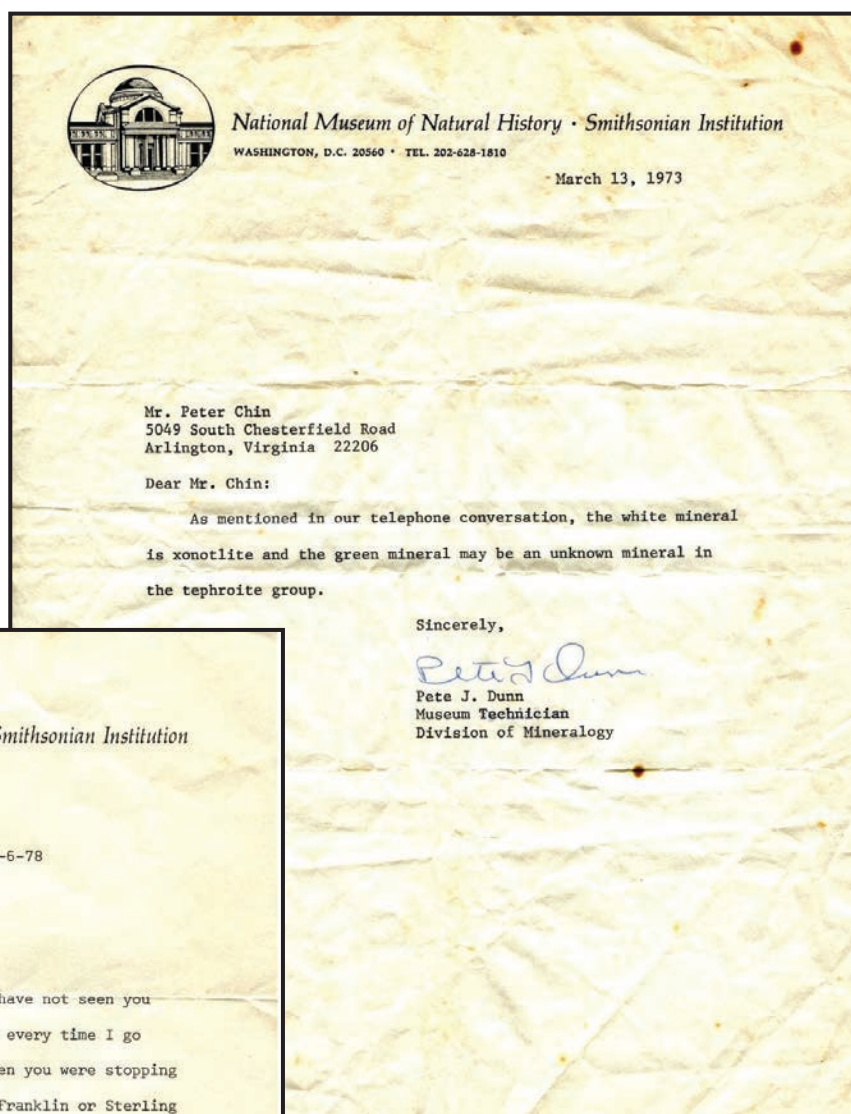 National Museum of Natural History · Smithsonian Institution
WASHINGTON, D.C. 20560 • TEL. 202-628-1810
March 13, 1973
Mr. Peter Chin
5049 South Chesterfield Road
Arlington, Virginia 22206
Dear Mr. Chin:
As mentioned in our telephone conversation, the white mineral
is xonotlite and the green mineral may be an unknown mineral in
the tephroite group.
Sincerely,
Pete J Dunn
Pete J. Dunn
Museum Technician
Division of Mineralogy
Smithsonian Institution
-6-78
have not seen you
every time I go
en you were stopping
Franklin or Sterling